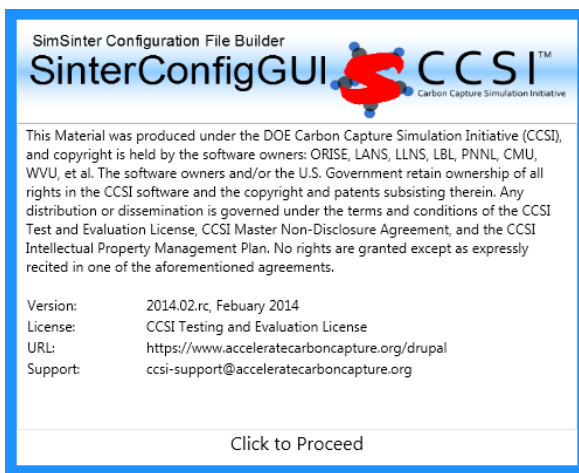 SimSinter Configuration File Builder
SinterConfigGUI
CCSI™
Carbon Capture Simulation Initiative
This Material was produced under the DOE Carbon Capture Simulation Initiative (CCSI),
and copyright is held by the software owners: ORISE, LANS, LLNS, LBL, PNNL, CMU,
WVU, et al. The software owners and/or the U.S. Government retain ownership of all
rights in the CCSI software and the copyright and patents subsisting therein. Any
distribution or dissemination is governed under the terms and conditions of the CCSI
Test and Evaluation License, CCSI Master Non-Disclosure Agreement, and the CCSI
Intellectual Property Management Plan. No rights are granted except as expressly
recited in one of the aforementioned agreements.
Version: 2014.02.rc, Febuary 2014
License: CCSI Testing and Evaluation License
URL: https://www.acceleratecarboncapture.org/drupal
Support: ccsi-support@acceleratecarboncapture.org
Click to Proceed